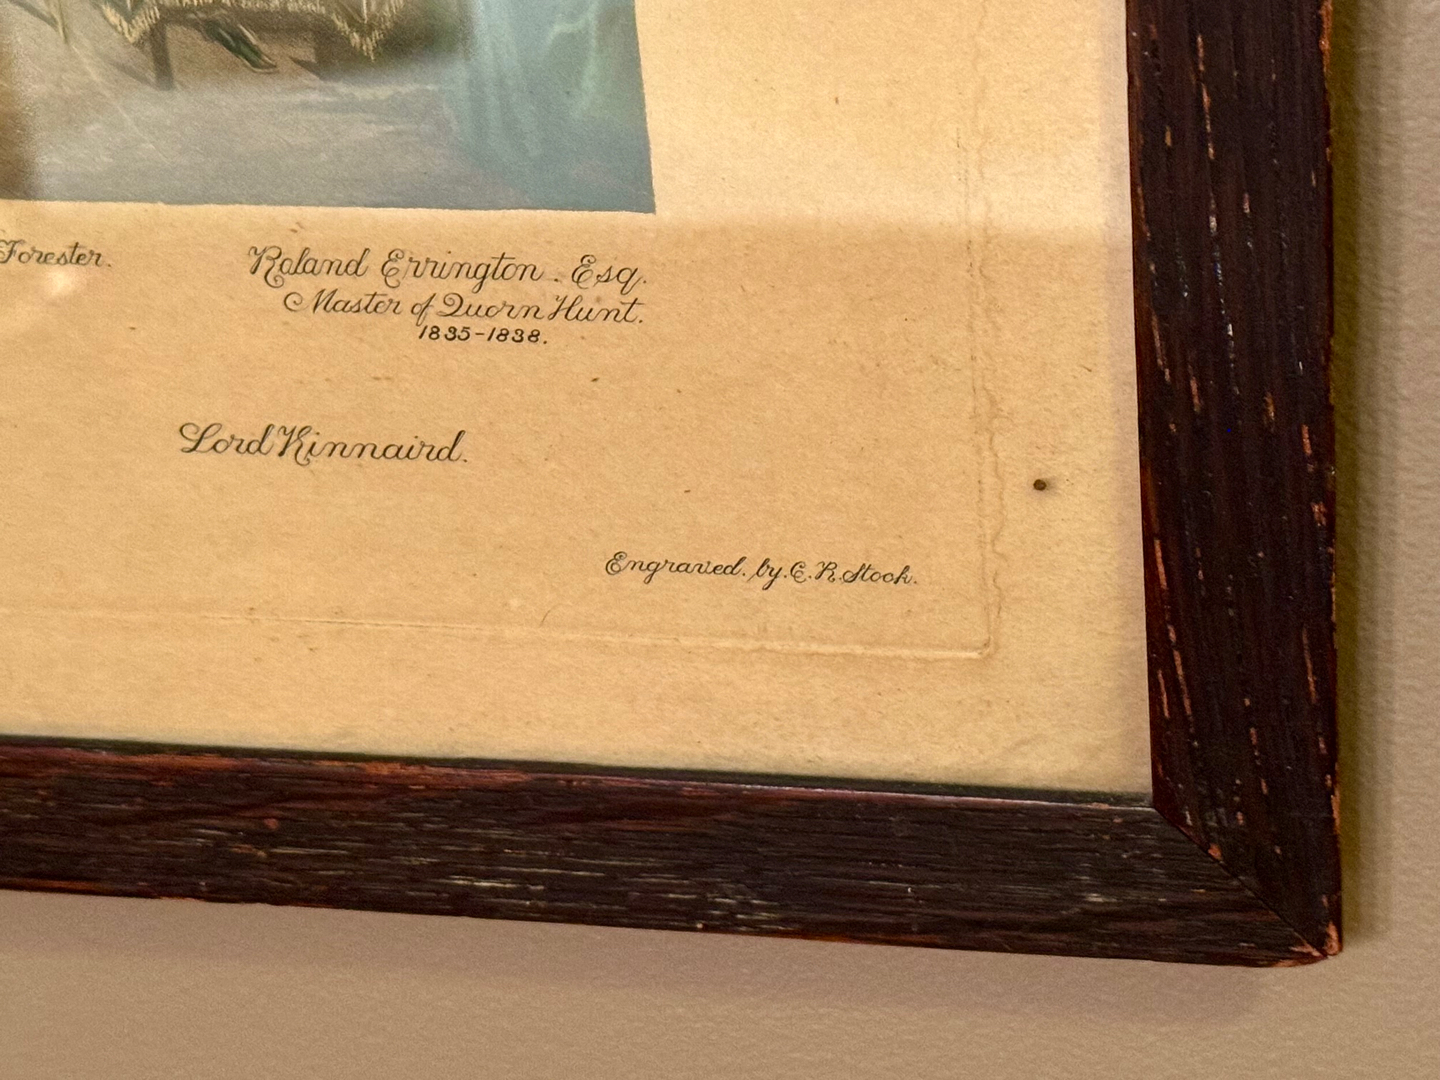 Forester.
Roland Errington. Esq.
Master of Quorn Hunt.
1835-1838.
Lord Kinnaird.
Engraved. by. C. R. Stock.